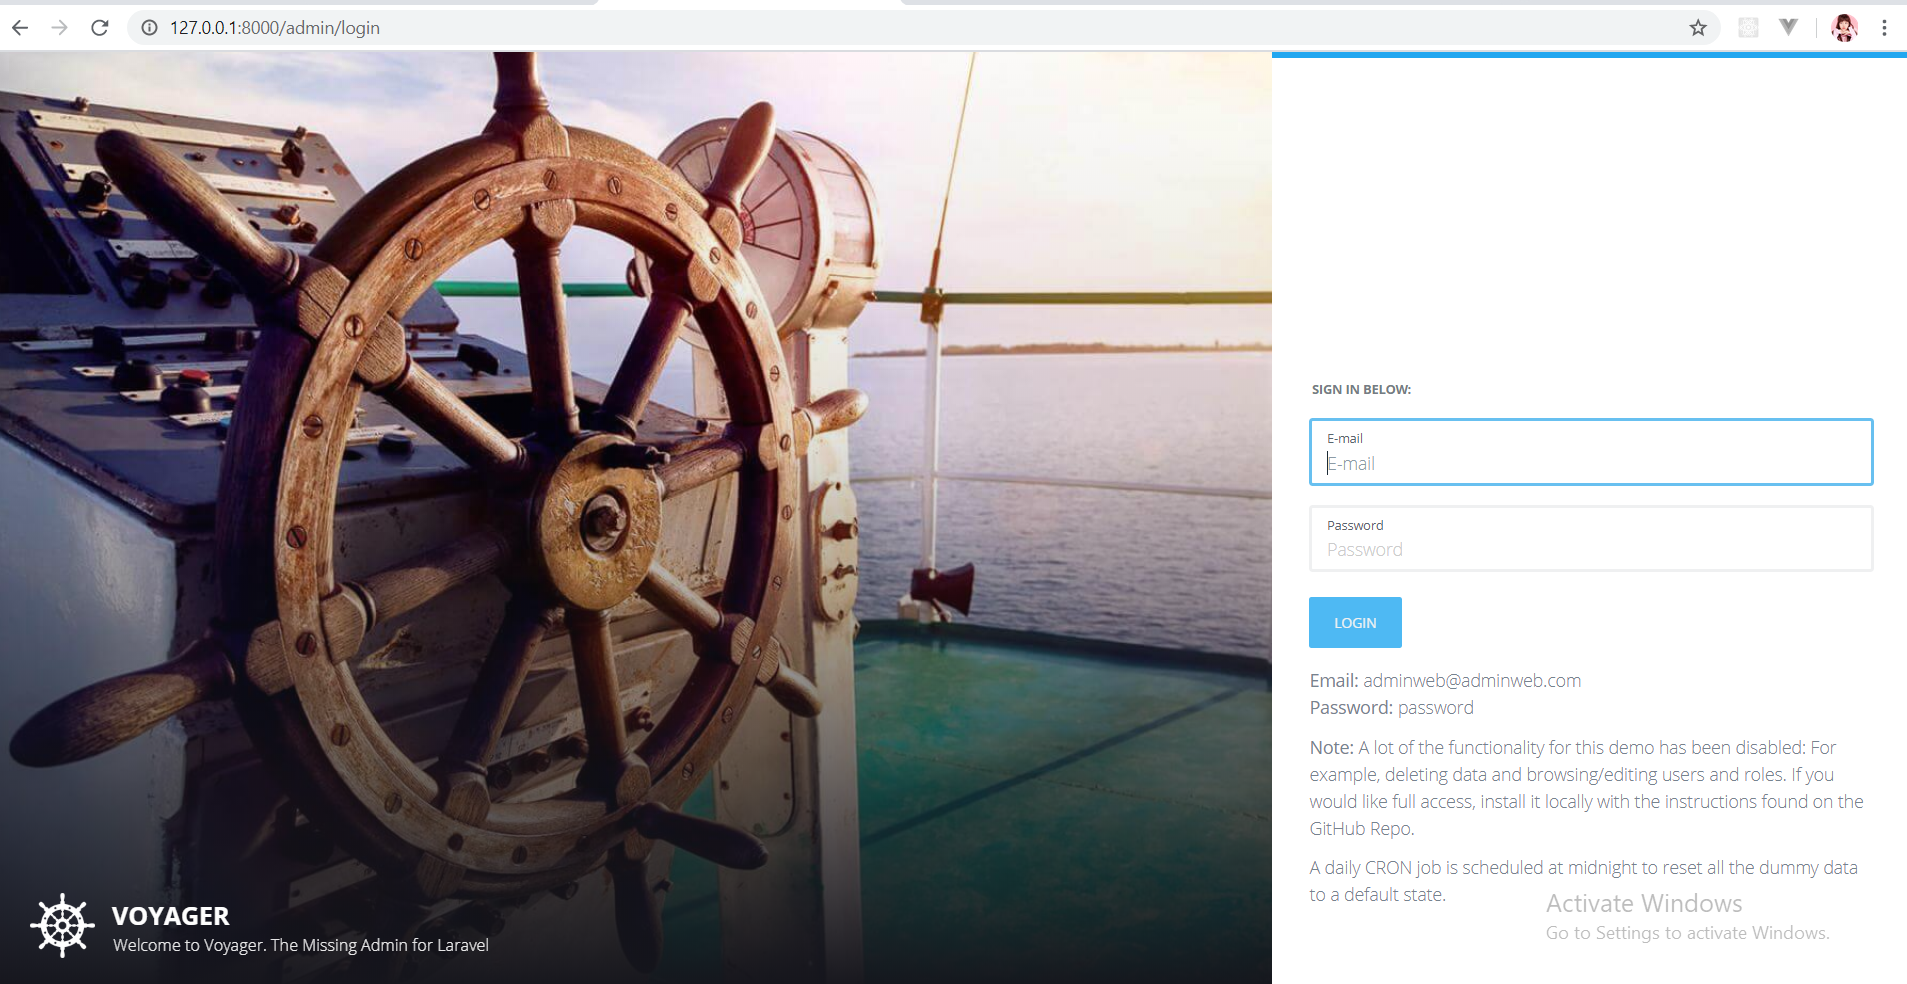 127.0.0.1:8000/admin/login
SIGN IN BELOW:
E-mail
E-mail
Password
Password
LOGIN
Email: adminweb@adminweb.com
Password: password
Note: A lot of the functionality for this demo has been disabled: For
example, deleting data and browsing/editing users and roles. If you
would like full access, install it locally with the instructions found on the
GitHub Repo.
A daily CRON job is scheduled at midnight to reset all the dummy data
to a default state.
Activate Windows
Go to Settings to activate Windows.
VOYAGER
Welcome to Voyager. The Missing Admin for Laravel